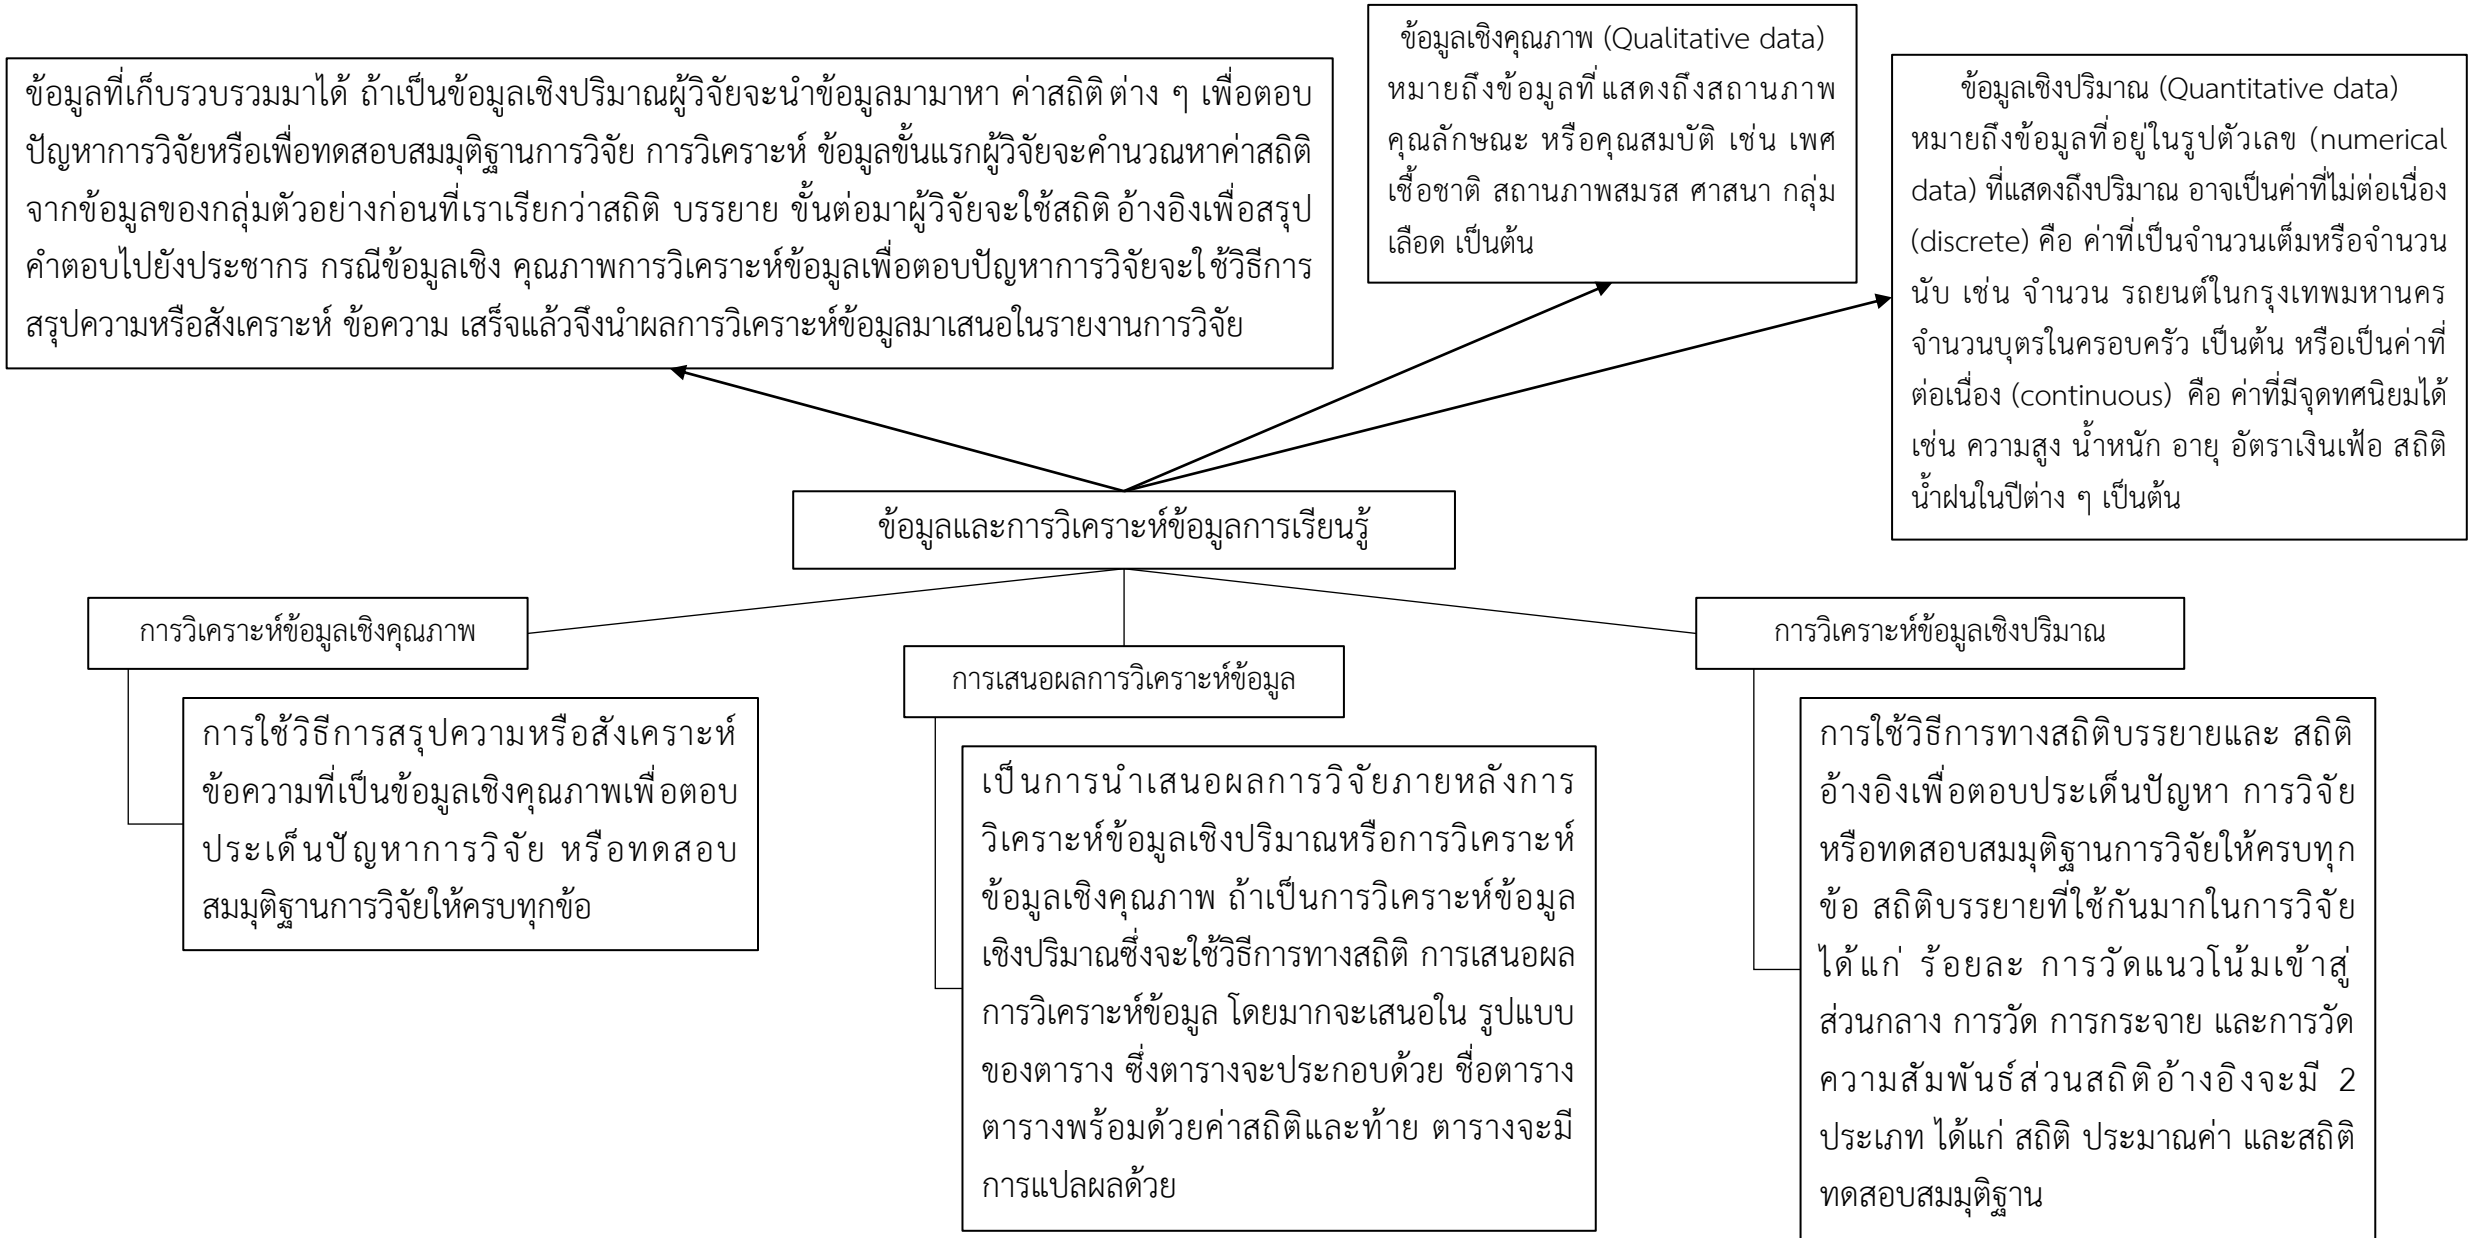 ข้อมูลที่เก็บรวบรวมมาได้ ถ้าเป็นข้อมูลเชิงปริมาณผู้วิจัยจะนำข้อมูลมามาหา ค่าสถิติต่าง ๆ เพื่อตอบ
ปัญหาการวิจัยหรือเพื่อทดสอบสมมุติฐานการวิจัย การวิเคราะห์ ข้อมูลขั้นแรกผู้วิจัยจะคำนวณหาค่าสถิติ
จากข้อมูลของกลุ่มตัวอย่างก่อนที่เราเรียกว่าสถิติ บรรยาย ขั้นต่อมาผู้วิจัยจะใช้สถิติอ้างอิงเพื่อสรุป
คำตอบไปยังประชากร กรณีข้อมูลเชิง คุณภาพการวิเคราะห์ข้อมูลเพื่อตอบปัญหาการวิจัยจะใช้วิธีการ
สรุปความหรือสังเคราะห์ ข้อความ เสร็จแล้วจึงนำผลการวิเคราะห์ข้อมูลมาเสนอในรายงานการวิจัย
ข้อมูลเชิงคุณภาพ (Qualitative data)
หมายถึงข้อมูลที่แสดงถึงสถานภาพ
คุณลักษณะ หรือคุณสมบัติ เช่น เพศ
เชื้อชาติ สถานภาพสมรส ศาสนา กลุ่ม
เลือด เป็นต้น
ข้อมูลเชิงปริมาณ (Quantitative data)
หมายถึงข้อมูลที่อยู่ในรูปตัวเลข (numerical
data) ที่แสดงถึงปริมาณ อาจเป็นค่าที่ไม่ต่อเนื่อง
(discrete) คือ ค่าที่เป็นจำนวนเต็มหรือจำนวน
นับ เช่น จำนวน รถยนต์ในกรุงเทพมหานคร
จำนวนบุตรในครอบครัว เป็นต้น หรือเป็นค่าที่
ต่อเนื่อง (continuous) คือ ค่าที่มีจุดทศนิยมได้
เช่น ความสูง น้ำหนัก อายุ อัตราเงินเฟ้อ สถิติ
น้ำฝนในปีต่าง ๆ เป็นต้น
ข้อมูลและการวิเคราะห์ข้อมูลการเรียนรู้
การวิเคราะห์ข้อมูลเชิงคุณภาพ
การใช้วิธีการสรุปความหรือสังเคราะห์
ข้อความที่เป็นข้อมูลเชิงคุณภาพเพื่อตอบ
ประเด็นปัญหาการวิจัย หรือทดสอบ
สมมุติฐานการวิจัยให้ครบทุกข้อ
การเสนอผลการวิเคราะห์ข้อมูล
เป็นการนำเสนอผลการวิจัยภายหลังการ
วิเคราะห์ข้อมูลเชิงปริมาณหรือการวิเคราะห์
ข้อมูลเชิงคุณภาพ ถ้าเป็นการวิเคราะห์ข้อมูล
เชิงปริมาณซึ่งจะใช้วิธีการทางสถิติ การเสนอผล
การวิเคราะห์ข้อมูล โดยมากจะเสนอใน รูปแบบ
ของตาราง ซึ่งตารางจะประกอบด้วย ชื่อตาราง
ตารางพร้อมด้วยค่าสถิติและท้าย ตารางจะมี
การแปลผลด้วย
การวิเคราะห์ข้อมูลเชิงปริมาณ
การใช้วิธีการทางสถิติบรรยายและ สถิติ
อ้างอิงเพื่อตอบประเด็นปัญหา การวิจัย
หรือทดสอบสมมุติฐานการวิจัยให้ครบทุก
ข้อ สถิติบรรยายที่ใช้กันมากในการวิจัย
ได้แก่ ร้อยละ การวัดแนวโน้มเข้าสู่
ส่วนกลาง การวัด การกระจาย และการวัด
ความสัมพันธ์ส่วนสถิติอ้างอิงจะมี 2
ประเภท ได้แก่ สถิติ ประมาณค่า และสถิติ
ทดสอบสมมุติฐาน